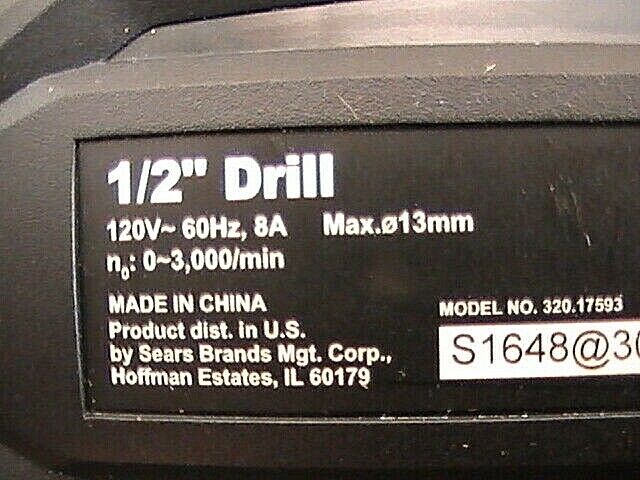 1/2" Drill
120V~ 60Hz, 8A Max.ø13mm
n₀: 0~3,000/min
MADE IN CHINA
Product dist. in U.S.
by Sears Brands Mgt. Corp.,
Hoffman Estates, IL 60179
MODEL NO. 320.17593
S1648@30